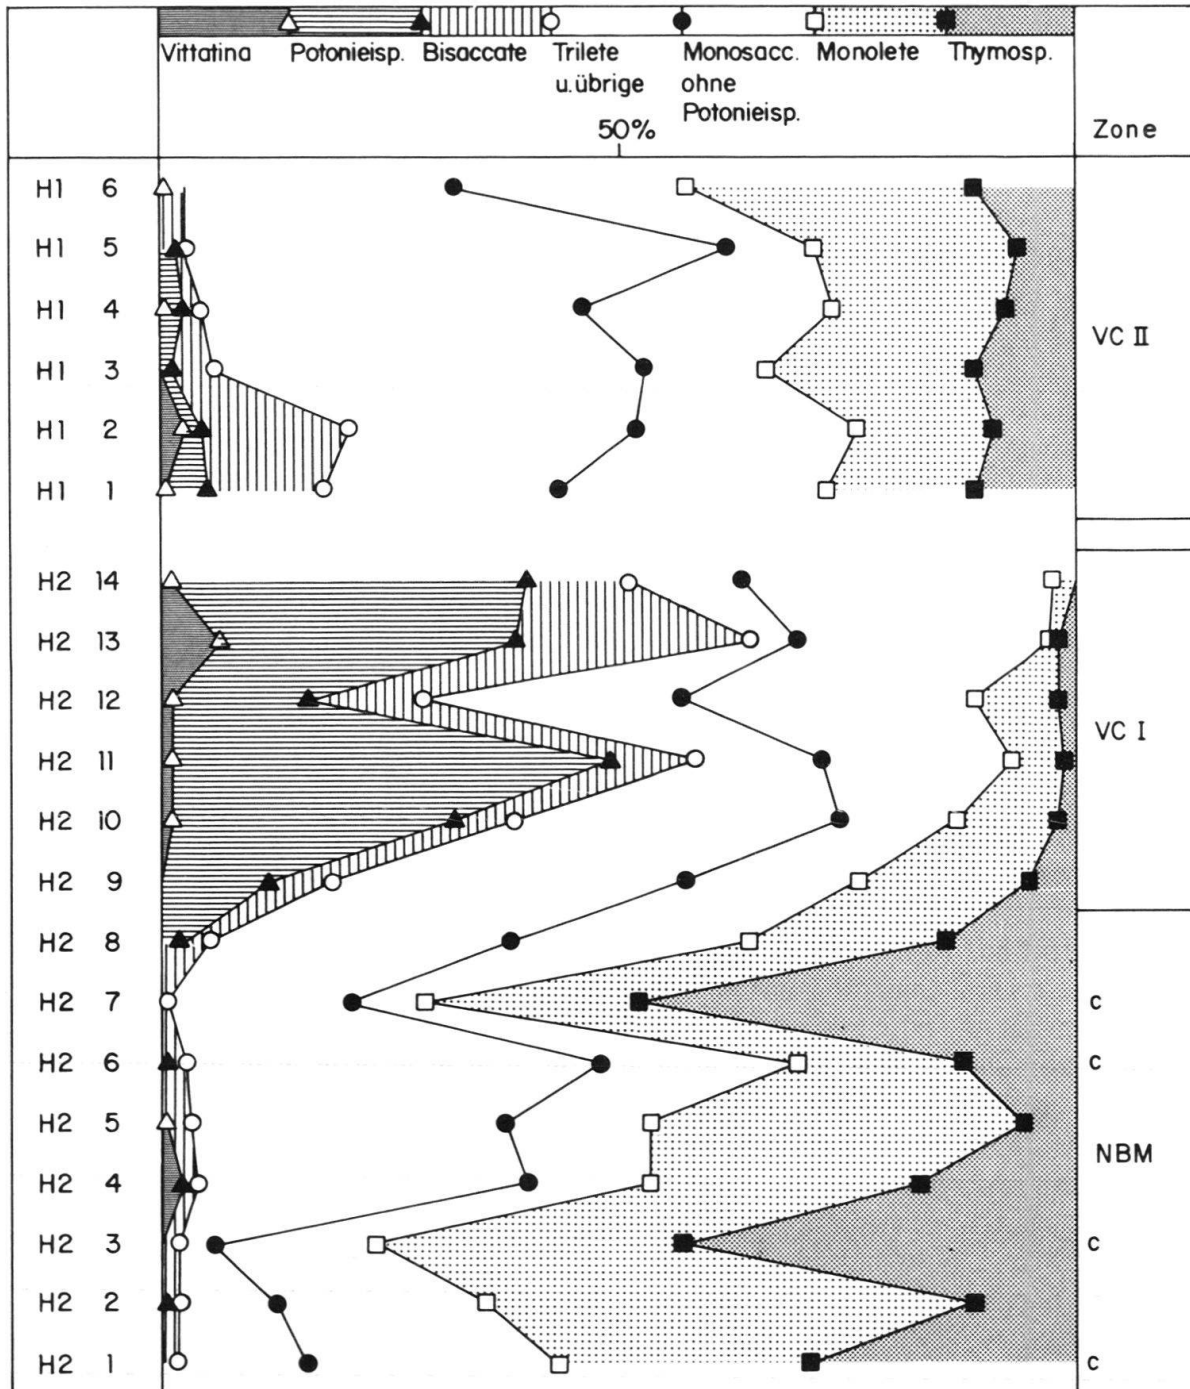 Vittatina Potonieisp. Bisaccate Trilete Monosacc. Monolete Thymosp.
u.übrige ohne
Potonieisp.
50% Zone
H1 6
H1 5
H1 4
VC II
H1 3
H1 2
H1 1
H2 14
H2 13
H2 12
VC I
H2 11
H2 10
H2 9
H2 8
H2 7 c
H2 6 c
H2 5
NBM
H2 4
H2 3 c
H2 2
H2 1 c